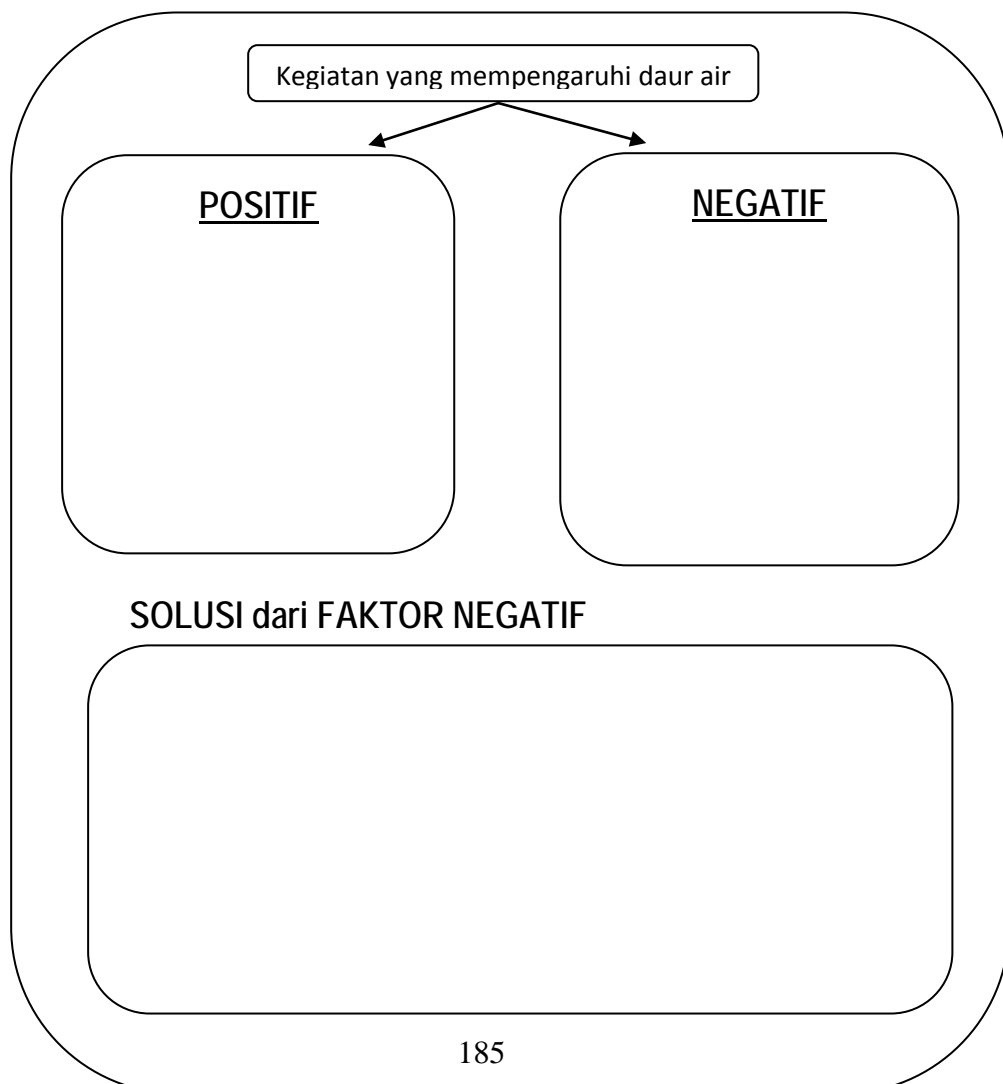 Kegiatan yang mempengaruhi daur air
POSITIF
NEGATIF
SOLUSI dari FAKTOR NEGATIF
185